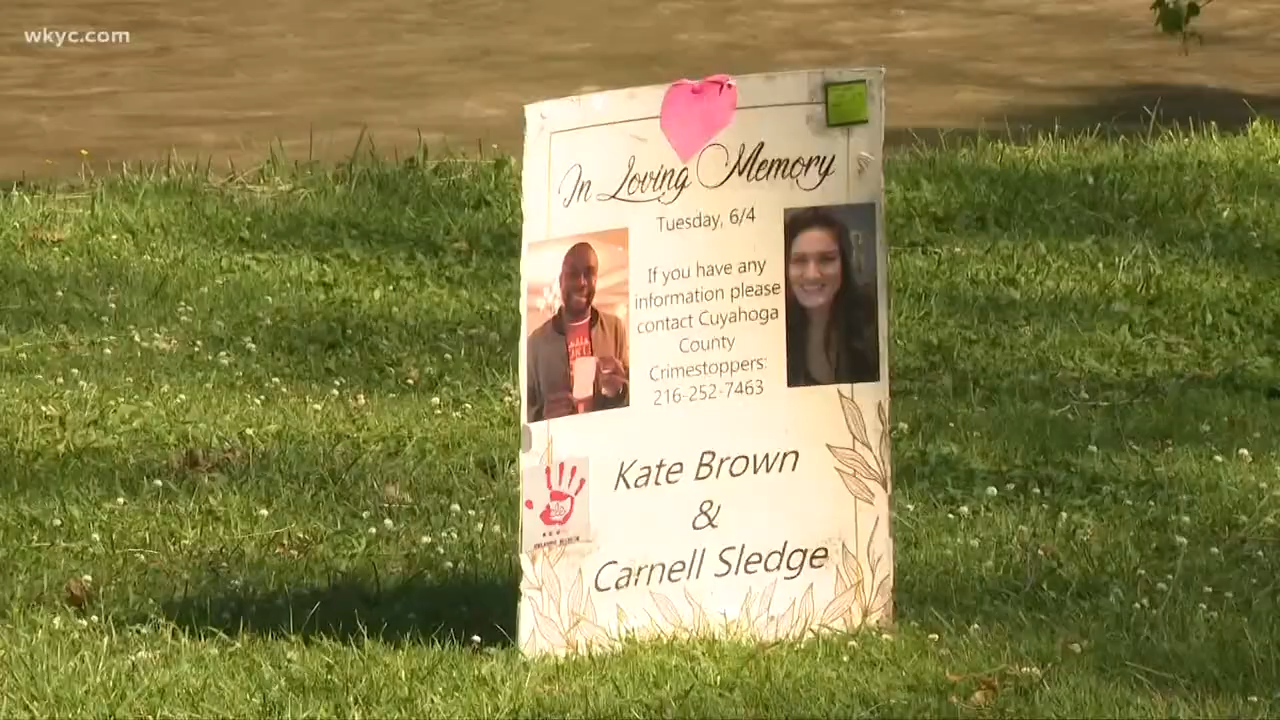 wkyc.com
In Loving Memory
Tuesday, 6/4
If you have any
information please
contact Cuyahoga
County
Crimestoppers:
216-252-7463
Kate Brown
&
Carnell Sledge